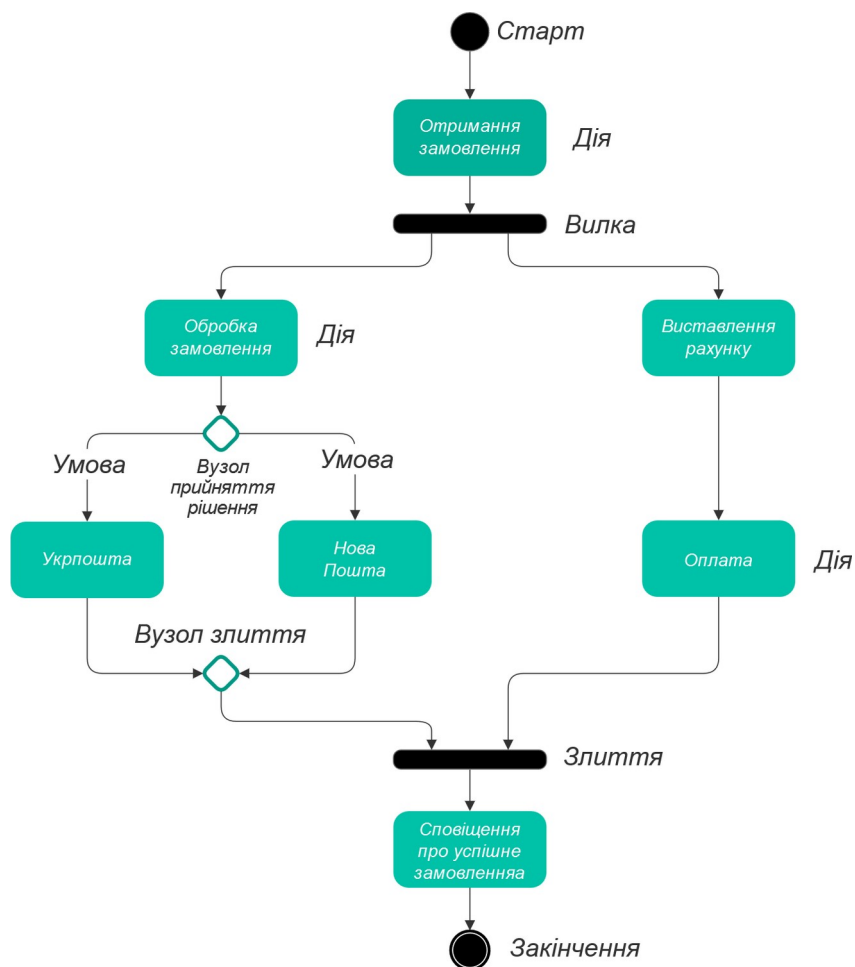 Старт
Отримання
замовлення
Дія
Вилка
Обробка
замовлення
Дія
Виставлення
рахунку
Умова
Вузол
прийняття
рішення
Умова
Укрпошта
Нова
Пошта
Оплата
Дія
Вузол злиття
Злиття
Сповіщення
про успішне
замовленняа
Закінчення